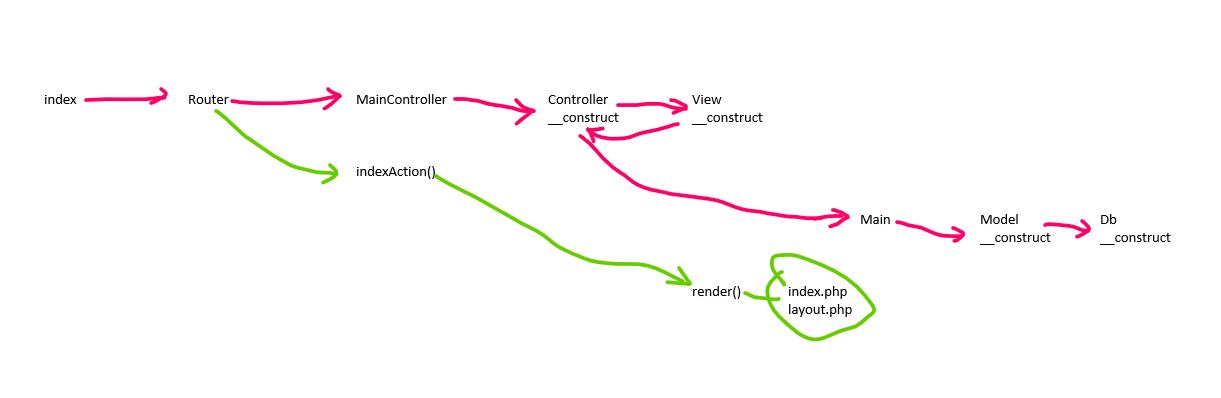 index
Router
MainController
Controller
__construct
View
__construct
indexAction()
Main
Model
__construct
Db
__construct
render()
index.php
layout.php